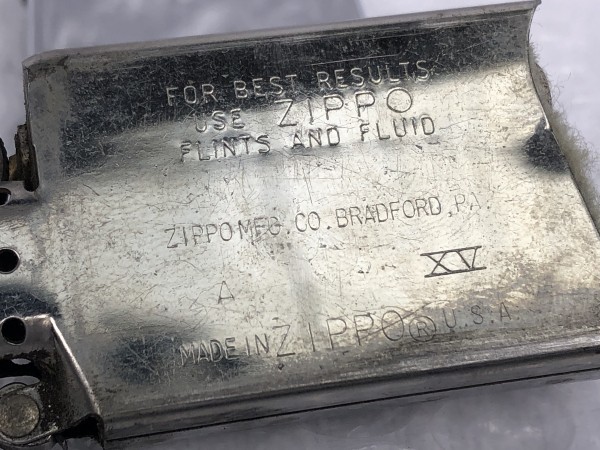 FOR BEST RESULTS
USE ZIPPO
FLINTS AND FLUID
ZIPPO MFG. CO. BRADFORD, PA.
A XV
MADE IN ZIPPO® U.S.A.